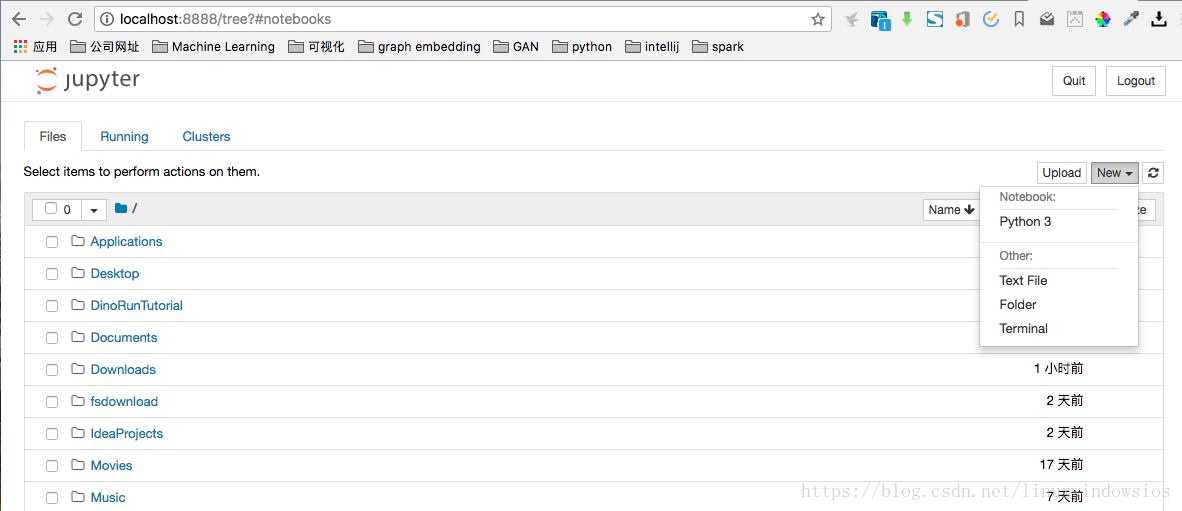 localhost:8888/tree?#notebooks
应用 公司网址 Machine Learning 可视化 graph embedding GAN python intellij spark
jupyter Quit Logout
Files Running Clusters
Select items to perform actions on them. Upload New
0 / Name
Notebook:
Python 3
Other:
Text File
Folder
Terminal
Applications
Desktop
DinoRunTutorial
Documents
Downloads 1 小时前
fsdownload 2 天前
IdeaProjects 2 天前
Movies 17 天前
Music 7 天前
https://blog.csdn.net/linuxwindowsios